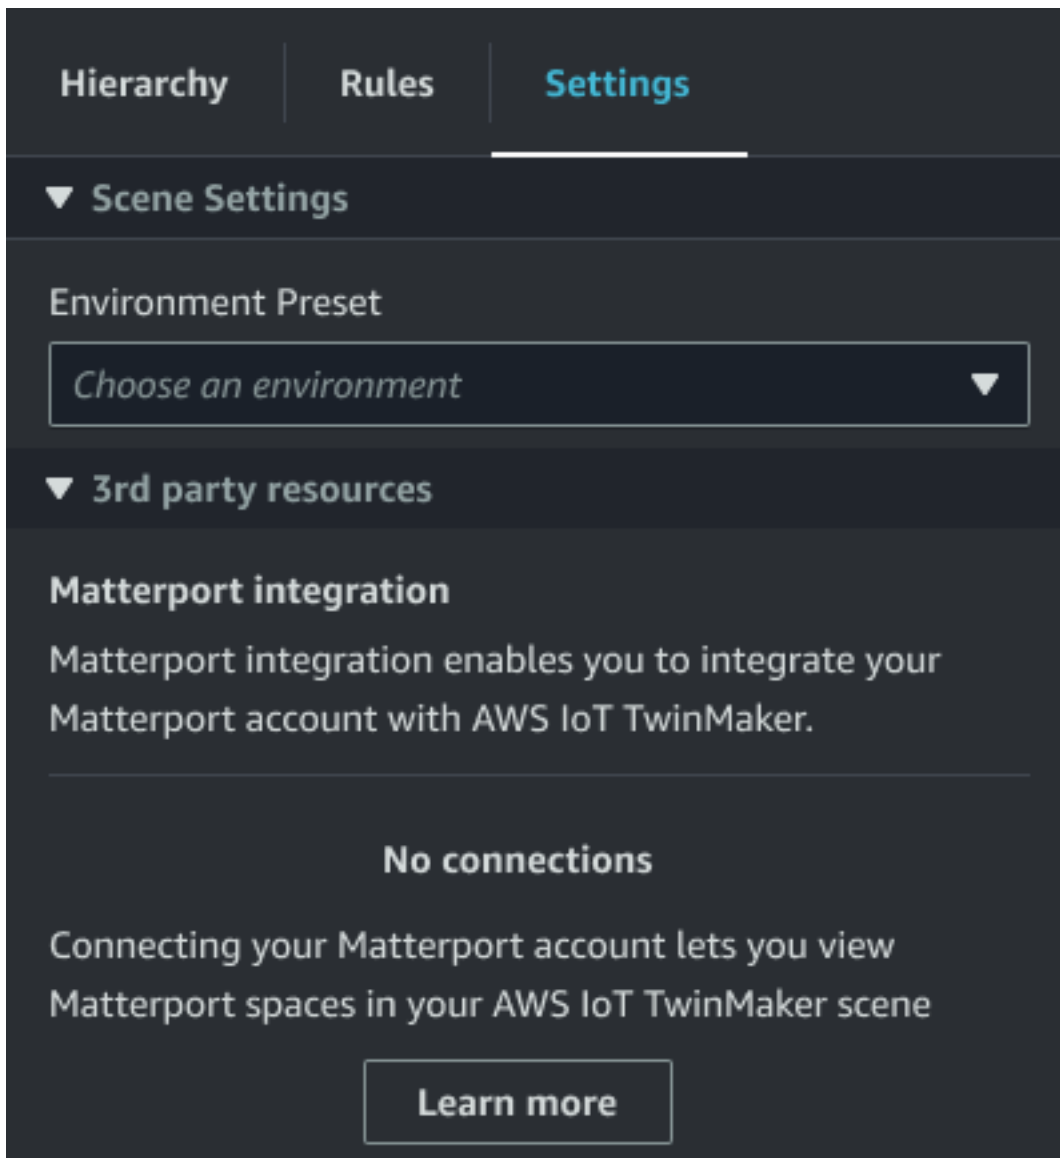 Hierarchy
Rules
Settings
Scene Settings
Environment Preset
Choose an environment
3rd party resources
Matterport integration
Matterport integration enables you to integrate your
Matterport account with AWS IoT TwinMaker.
No connections
Connecting your Matterport account lets you view
Matterport spaces in your AWS IoT TwinMaker scene
Learn more